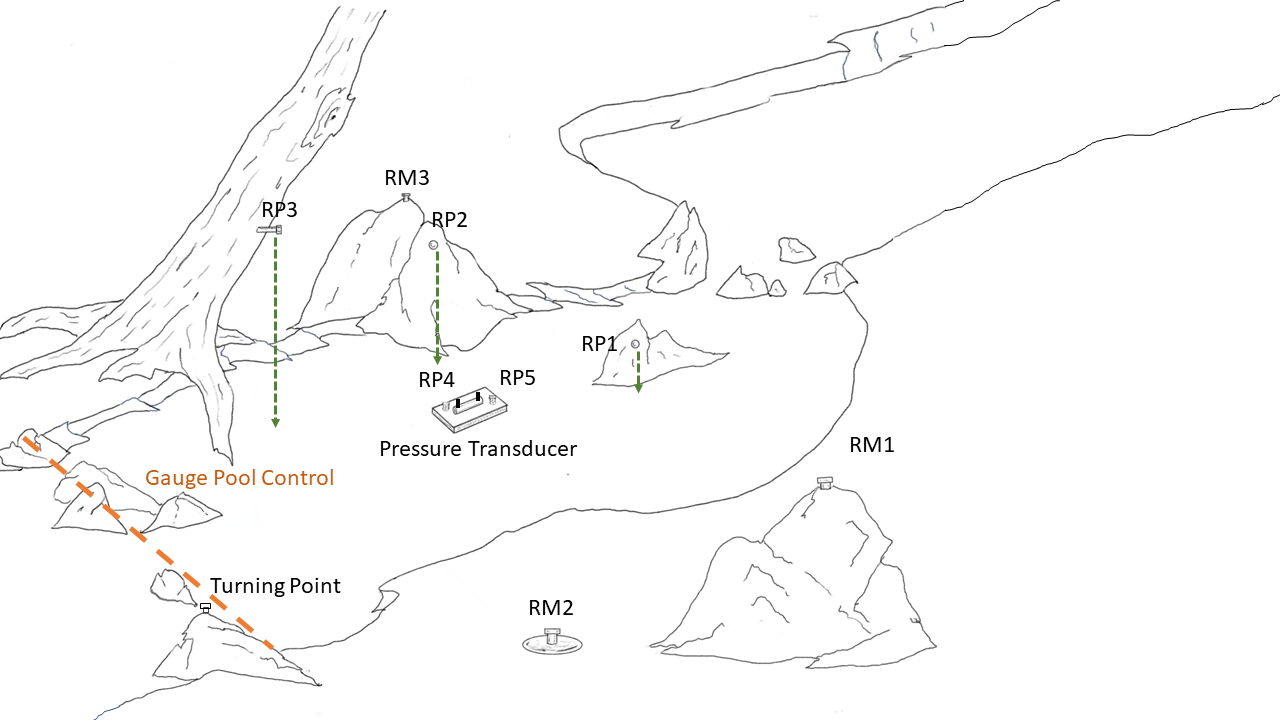 RM3
RP3
RP2
RP1
RP4
RP5
Pressure Transducer
RM1
Gauge Pool Control
Turning Point
RM2